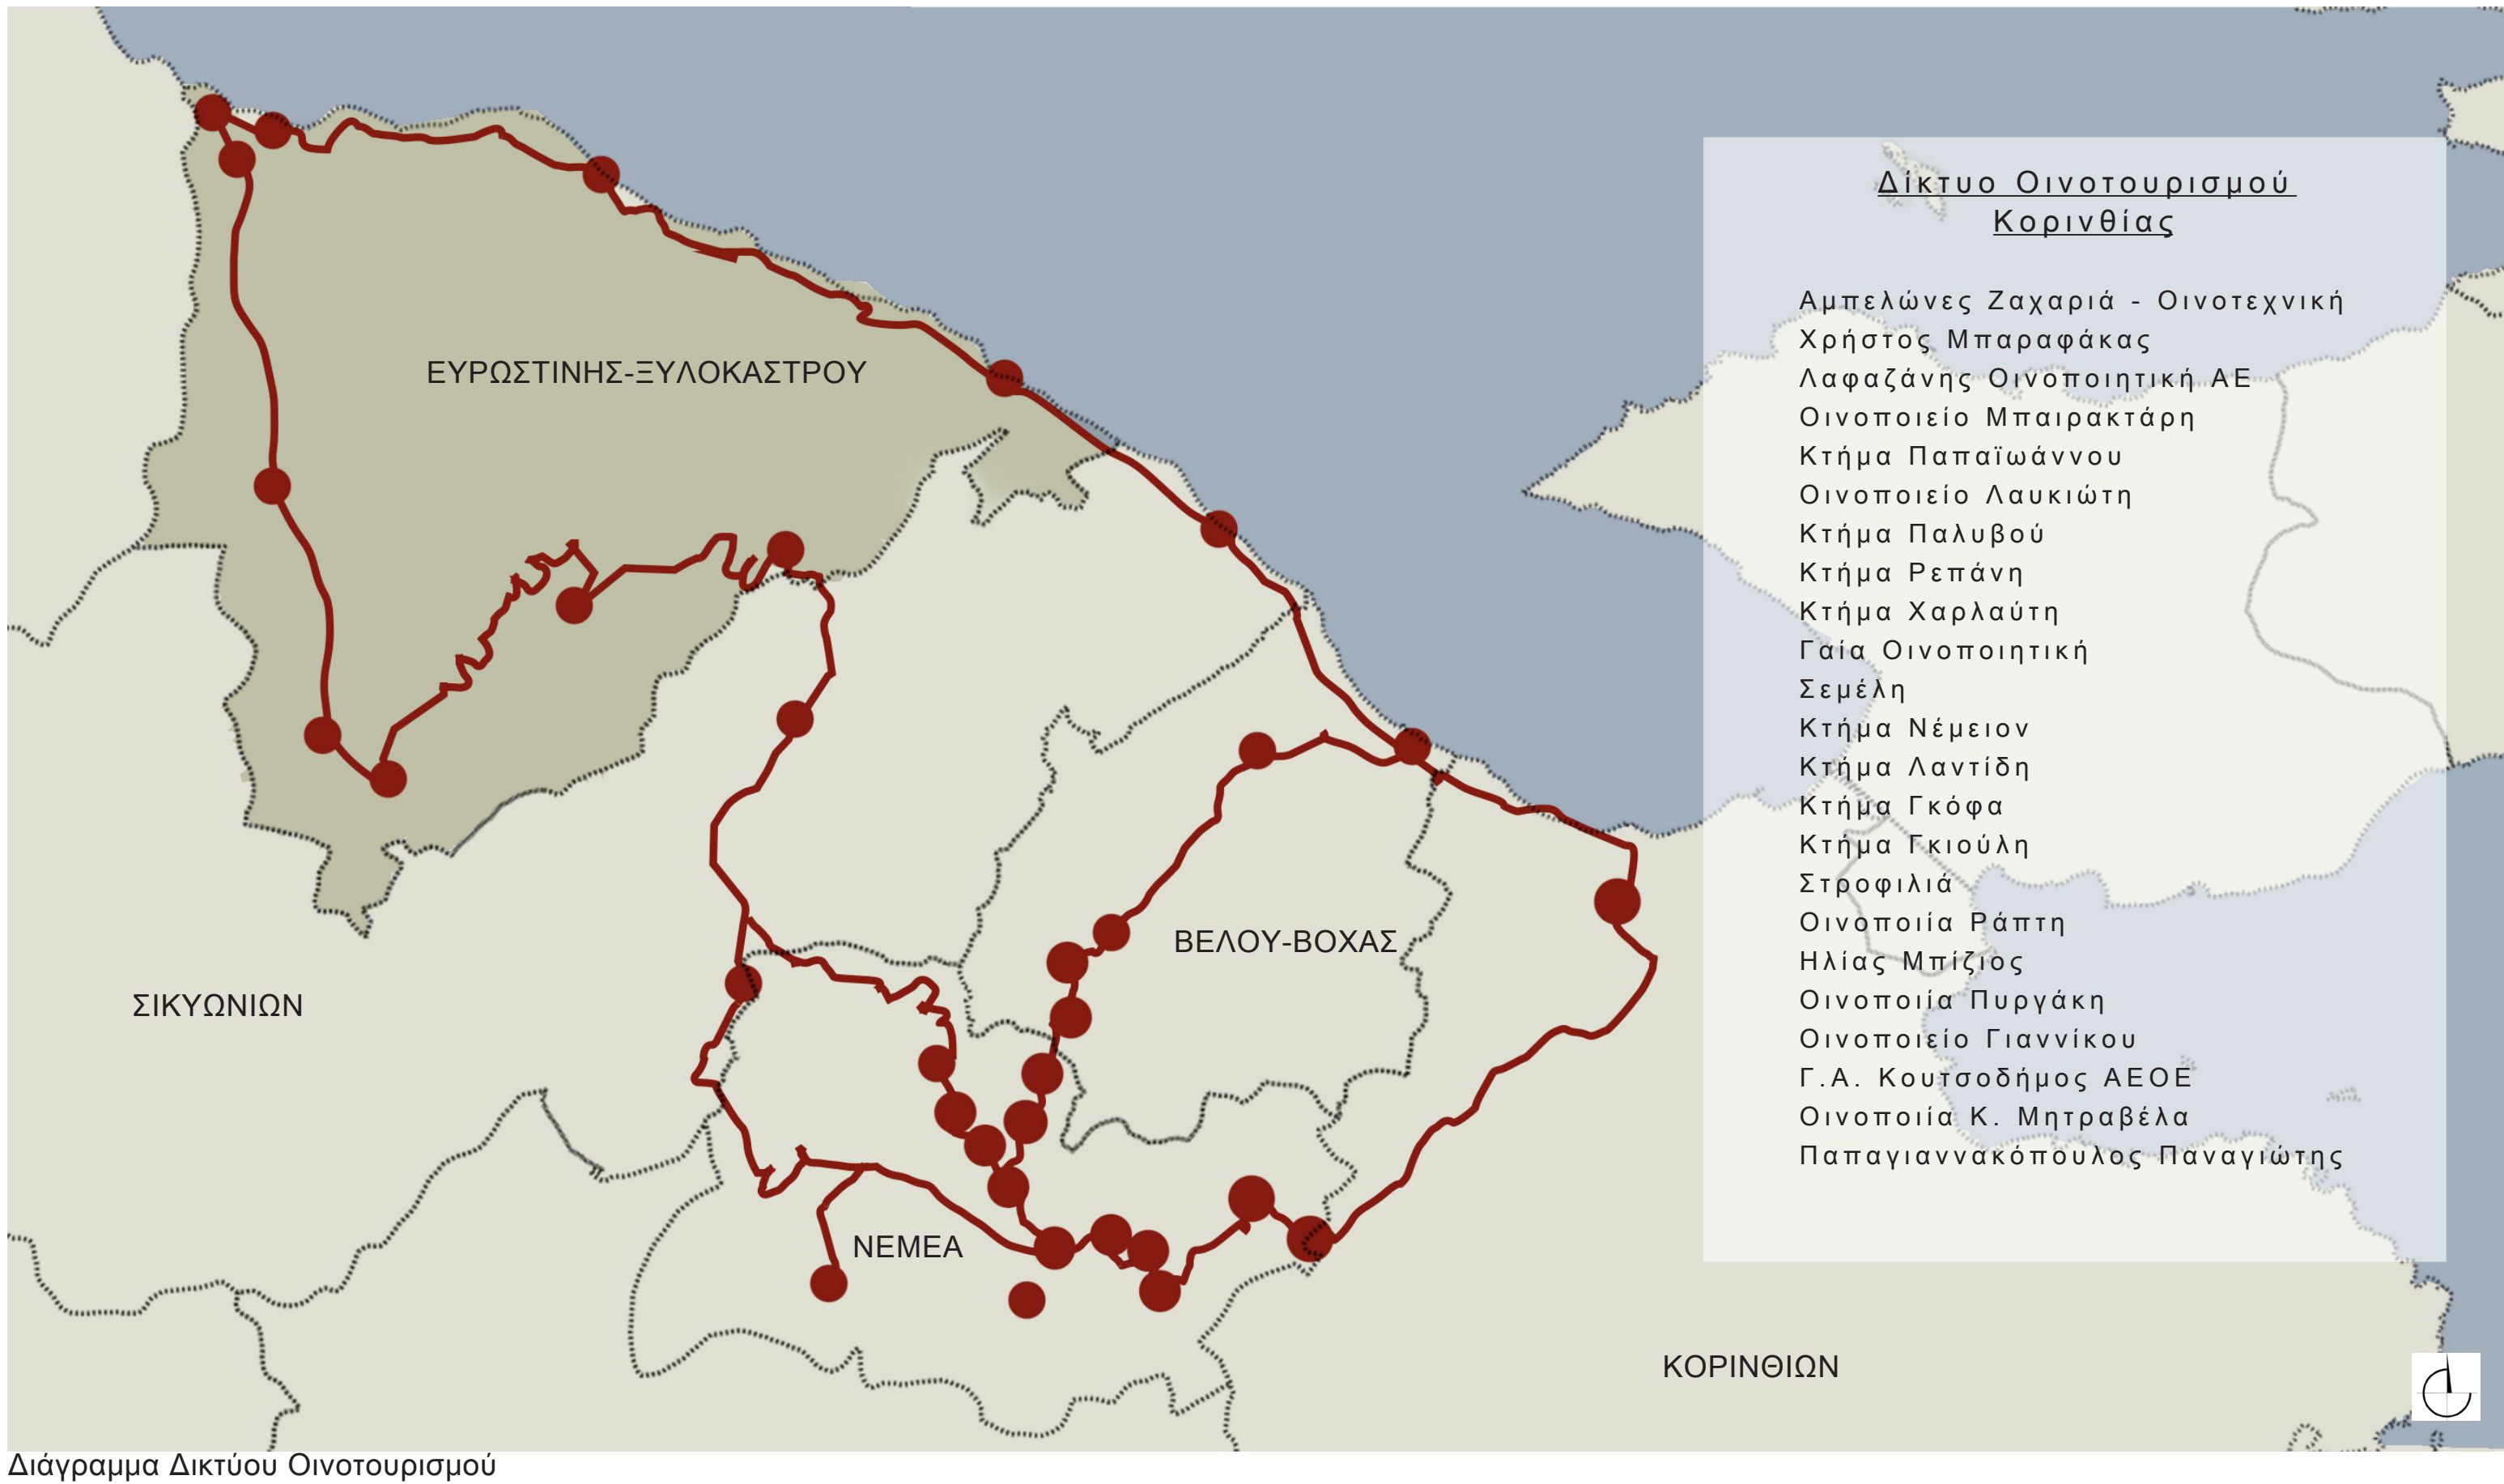 Δίκτυο Οινοτουρισμού
Κορινθίας
Αμπελώνες Ζαχαριά - Οινοτεχνική
Χρήστος Μπαραφάκας
Λαφαζάνης Οινοποιητική ΑΕ
Οινοποιείο Μπαιρακτάρη
Κτήμα Παπαϊωάννου
Οινοποιείο Λαυκιώτη
Κτήμα Παλυβού
Κτήμα Ρεπάνη
Κτήμα Χαρλαύτη
Γαία Οινοποιητική
Σεμέλη
Κτήμα Νέμειον
Κτήμα Λαντίδη
Κτήμα Γκόφα
Κτήμα Γκιούλη
Στροφιλιά
Οινοποιία Ράπτη
Ηλίας Μπίζιος
Οινοποιία Πυργάκη
Οινοποιείο Γιαννίκου
Γ.Α. Κουτσοδήμος ΑΕΟΕ
Οινοποιία Κ. Μητραβέλα
Παπαγιαννακόπουλος Παναγιώτης
ΕΥΡΩΣΤΙΝΗΣ-ΞΥΛΟΚΑΣΤΡΟΥ
ΒΕΛΟΥ-ΒΟΧΑΣ
ΣΙΚΥΩΝΙΩΝ
ΝΕΜΕΑ
ΚΟΡΙΝΘΙΩΝ
Διάγραμμα Δικτύου Οινοτουρισμού